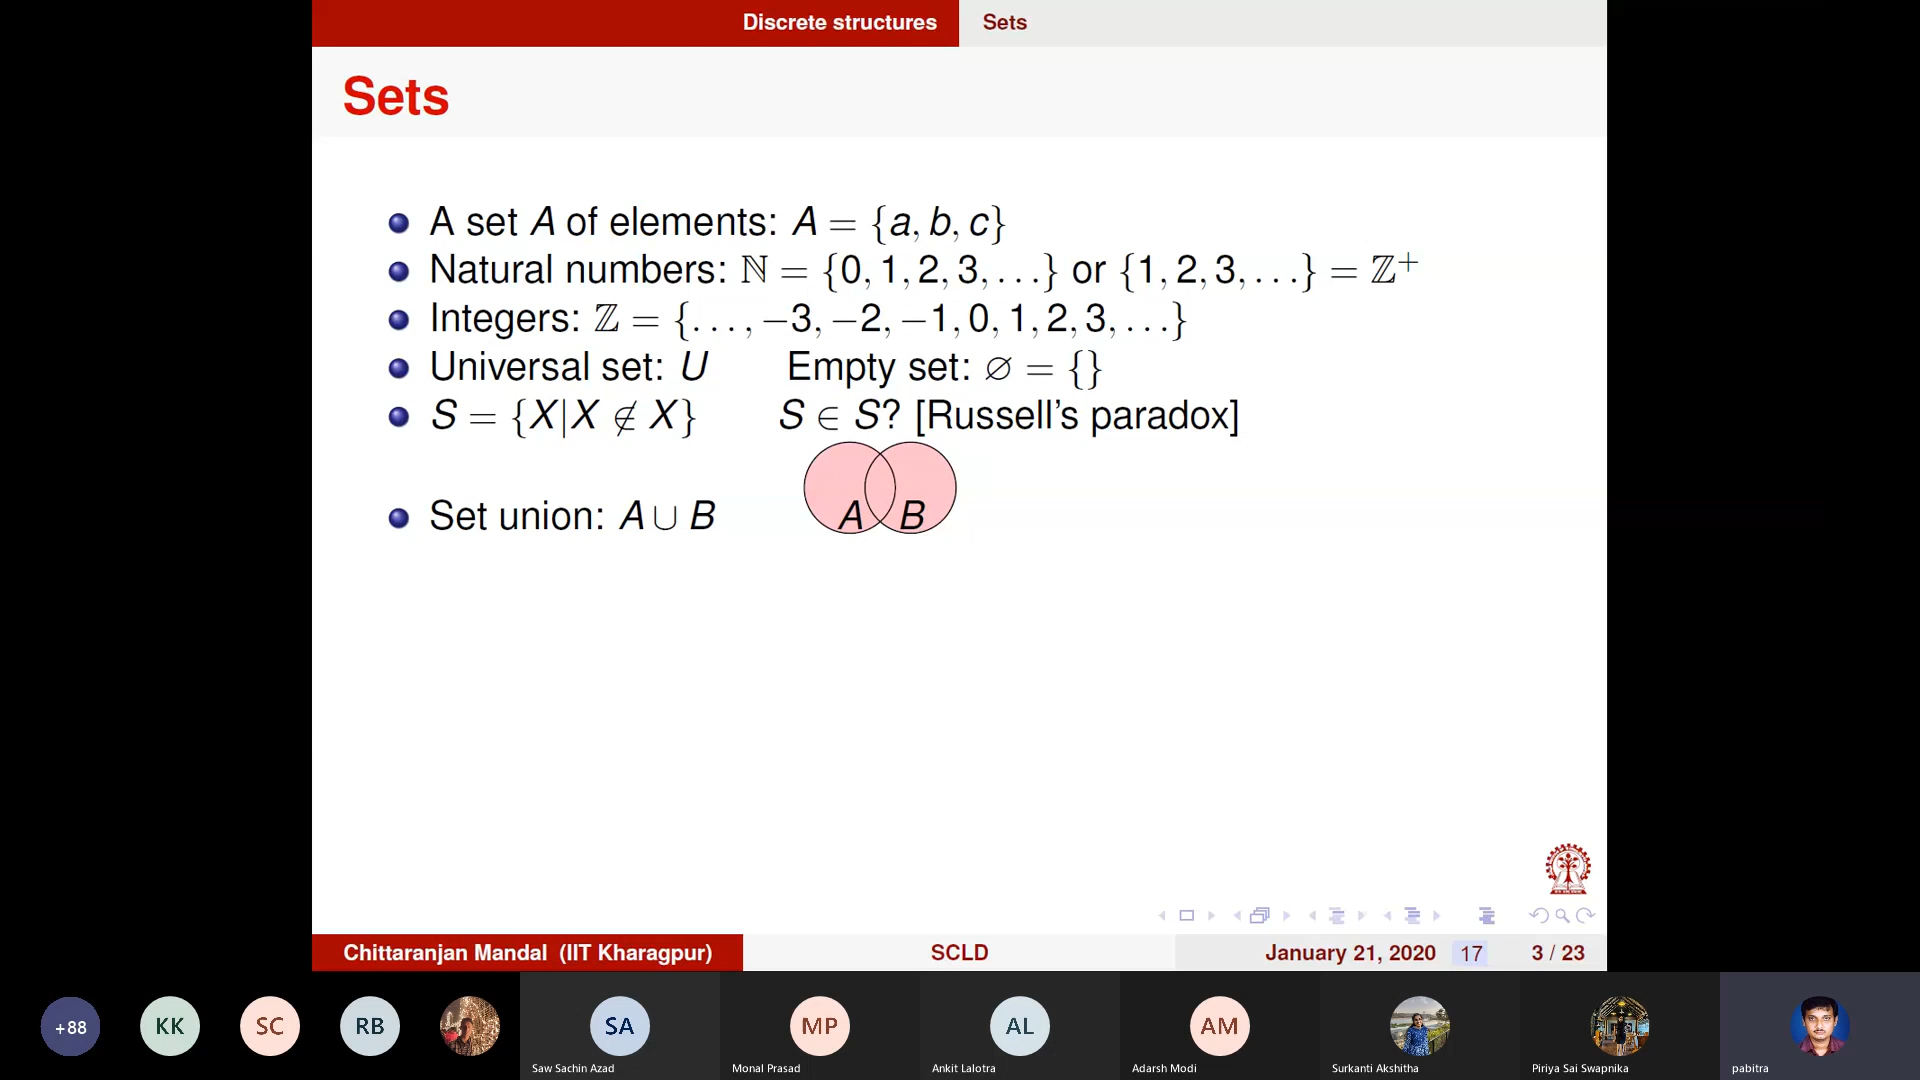 Discrete structures Sets
Sets
A set A of elements: A = {a, b, c}
Natural numbers: ℕ = {0, 1, 2, 3, . . .} or {1, 2, 3, . . .} = ℤ⁺
Integers: ℤ = {. . . , −3, −2, −1, 0, 1, 2, 3, . . .}
Universal set: U Empty set: ∅ = {}
S = {X|X ∉ X} S ∈ S? [Russell's paradox]
Set union: A ∪ B A B
Chittaranjan Mandal (IIT Kharagpur) SCLD January 21, 2020 17 3 / 23
+88 KK SC RB SA MP AL AM
Saw Sachin Azad Monal Prasad Ankit Lalotra Adarsh Modi Surkanti Akshitha Piriya Sai Swapnika pabitra